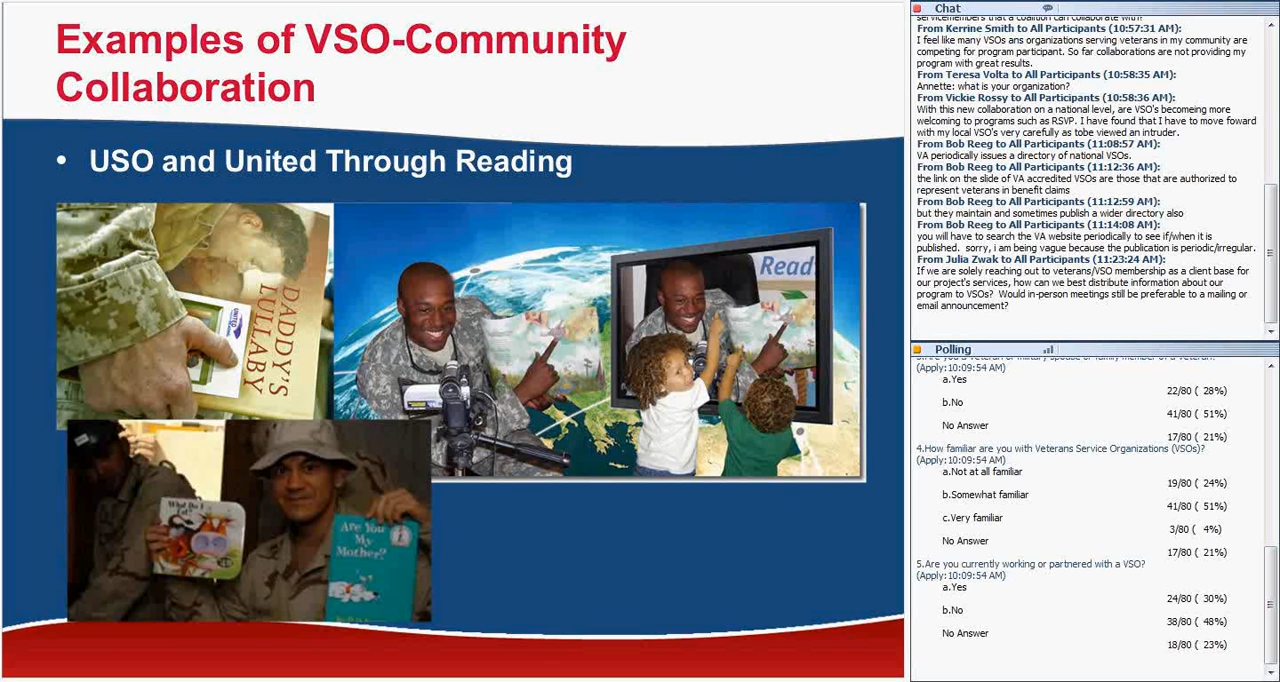 Examples of VSO-Community
Collaboration
• USO and United Through Reading
DADDY'S
LULLABY
UNITED
Read
What Do I
Eat?
Are You
My
Mother?
Chat
servicemembers that a coalition can collaborate with?
From Kerrine Smith to All Participants (10:57:31 AM):
I feel like many VSOs ans organizations serving veterans in my community are
competing for program participant. So far collaborations are not providing my
program with great results.
From Teresa Volta to All Participants (10:58:35 AM):
Annette: what is your organization?
From Vickie Rossy to All Participants (10:58:36 AM):
With this new collaboration on a national level, are VSO's becomeing more
welcoming to programs such as RSVP. I have found that I have to move foward
with my local VSO's very carefully as tobe viewed an intruder.
From Bob Reeg to All Participants (11:08:57 AM):
VA periodically issues a directory of national VSOs.
From Bob Reeg to All Participants (11:12:36 AM):
the link on the slide of VA accredited VSOs are those that are authorized to
represent veterans in benefit claims
From Bob Reeg to All Participants (11:12:59 AM):
but they maintain and sometimes publish a wider directory also
From Bob Reeg to All Participants (11:14:08 AM):
you will have to search the VA website periodically to see if/when it is
published. sorry, i am being vague because the publication is periodic/irregular.
From Julia Zwak to All Participants (11:23:24 AM):
If we are solely reaching out to veterans/VSO membership as a client base for
our project's services, how can we best distribute information about our
program to VSOs? Would in-person meetings still be preferable to a mailing or
email announcement?
Polling
3.Are you a veteran or military spouse or family member of a veteran?
(Apply:10:09:54 AM)
a.Yes
22/80 ( 28%)
b.No
41/80 ( 51%)
No Answer
17/80 ( 21%)
4.How familiar are you with Veterans Service Organizations (VSOs)?
(Apply:10:09:54 AM)
a.Not at all familiar
19/80 ( 24%)
b.Somewhat familiar
41/80 ( 51%)
c.Very familiar
3/80 ( 4%)
No Answer
17/80 ( 21%)
5.Are you currently working or partnered with a VSO?
(Apply:10:09:54 AM)
a.Yes
24/80 ( 30%)
b.No
38/80 ( 48%)
No Answer
18/80 ( 23%)